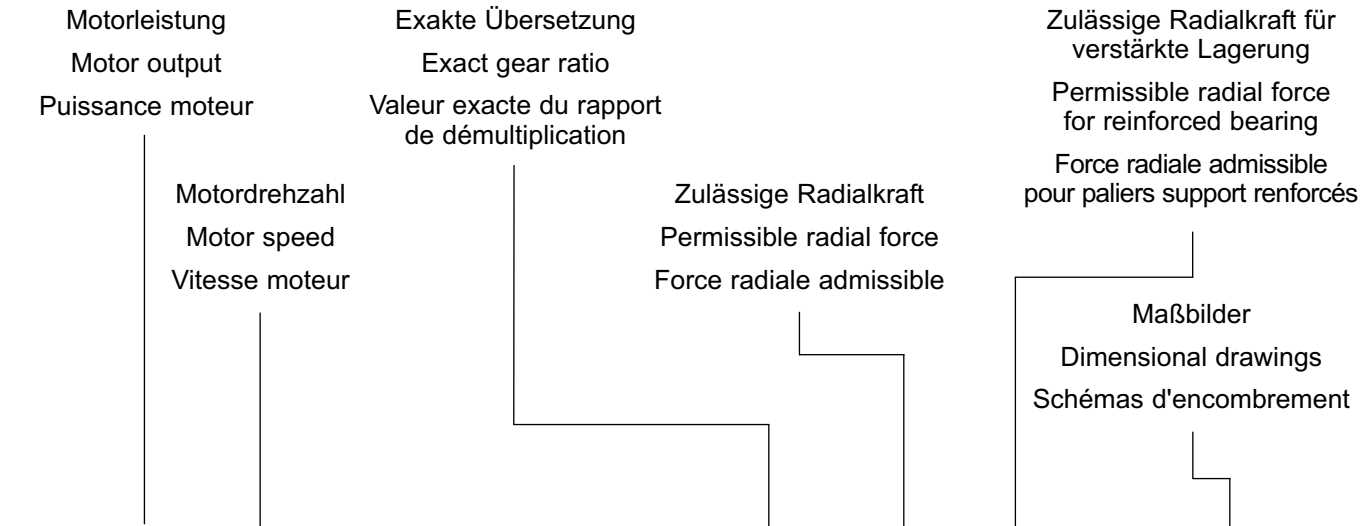 Motorleistung
Motor output
Puissance moteur
Exakte Übersetzung
Exact gear ratio
Valeur exacte du rapport
de démultiplication
Zulässige Radialkraft für
verstärkte Lagerung
Permissible radial force
for reinforced bearing
Force radiale admissible
pour paliers support renforcés
Motordrehzahl
Motor speed
Vitesse moteur
Zulässige Radialkraft
Permissible radial force
Force radiale admissible
Maßbilder
Dimensional drawings
Schémas d'encombrement